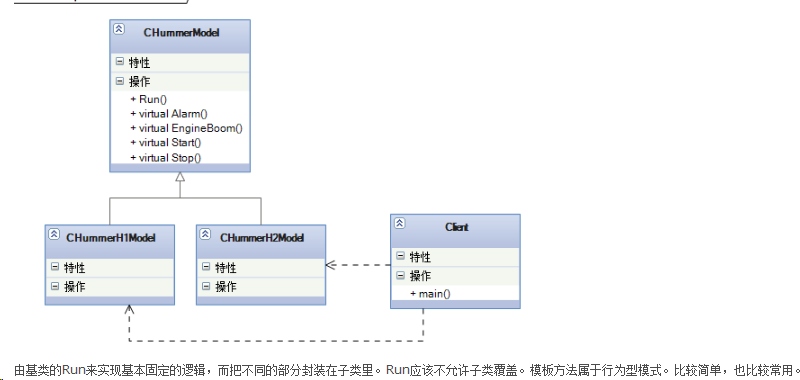 CHummerModel
特性
操作
+ Run()
+ virtual Alarm()
+ virtual EngineBoom()
+ virtual Start()
+ virtual Stop()
CHummerH1Model
特性
操作
CHummerH2Model
特性
操作
Client
特性
操作
+ main()
由基类的Run来实现基本固定的逻辑，而把不同的部分封装在子类里。Run应该不允许子类覆盖。模板方法属于行为型模式。比较简单，也比较常用。